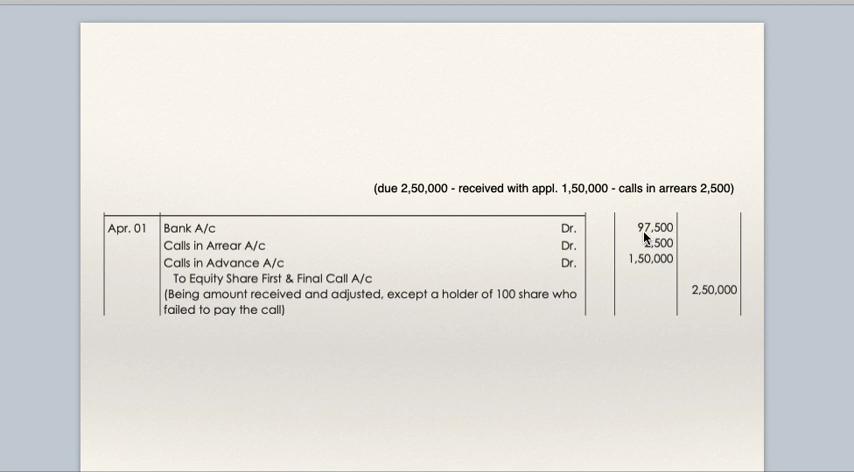 (due 2,50,000 - received with appl. 1,50,000 - calls in arrears 2,500)
Apr. 01 Bank A/c Dr. 97,500
Calls in Arrear A/c Dr. 2,500
Calls in Advance A/c Dr. 1,50,000
To Equity Share First & Final Call A/c
(Being amount received and adjusted, except a holder of 100 share who 2,50,000
failed to pay the call)